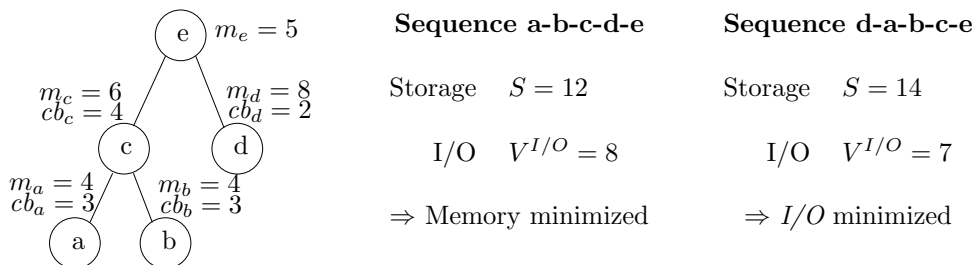 e
m_e = 5
m_c = 6
cb_c = 4
m_d = 8
cb_d = 2
c
d
m_a = 4
cb_a = 3
m_b = 4
cb_b = 3
a
b
Sequence a-b-c-d-e
Storage S = 12
I/O V^{I/O} = 8
⇒ Memory minimized
Sequence d-a-b-c-e
Storage S = 14
I/O V^{I/O} = 7
⇒ I/O minimized